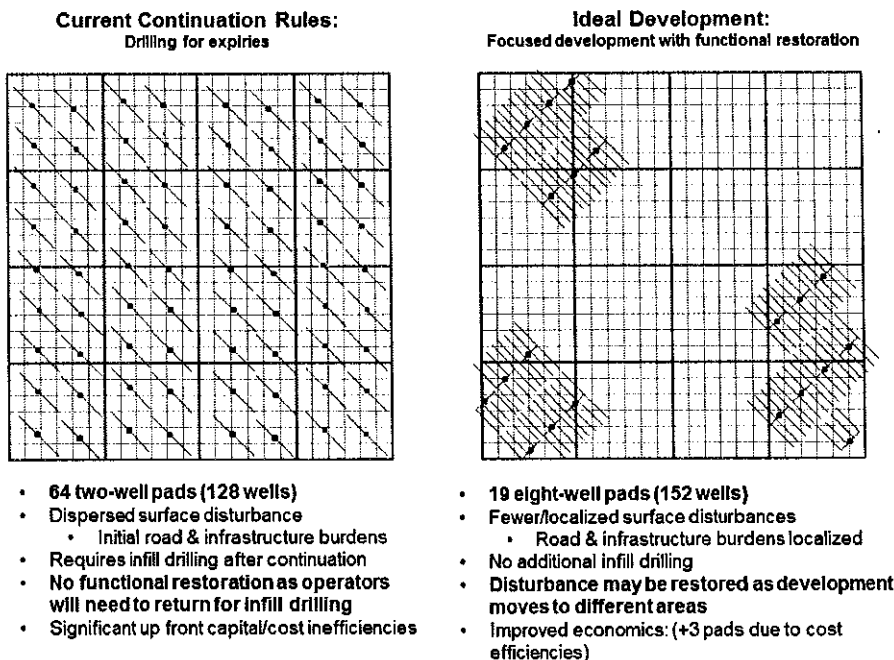 Current Continuation Rules:
Drilling for expiries
• 64 two-well pads (128 wells)
• Dispersed surface disturbance
• Initial road & infrastructure burdens
• Requires infill drilling after continuation
• No functional restoration as operators
will need to return for infill drilling
• Significant up front capital/cost inefficiencies
Ideal Development:
Focused development with functional restoration
• 19 eight-well pads (152 wells)
• Fewer/localized surface disturbances
• Road & infrastructure burdens localized
• No additional infill drilling
• Disturbance may be restored as development
moves to different areas
• Improved economics: (+3 pads due to cost
efficiencies)